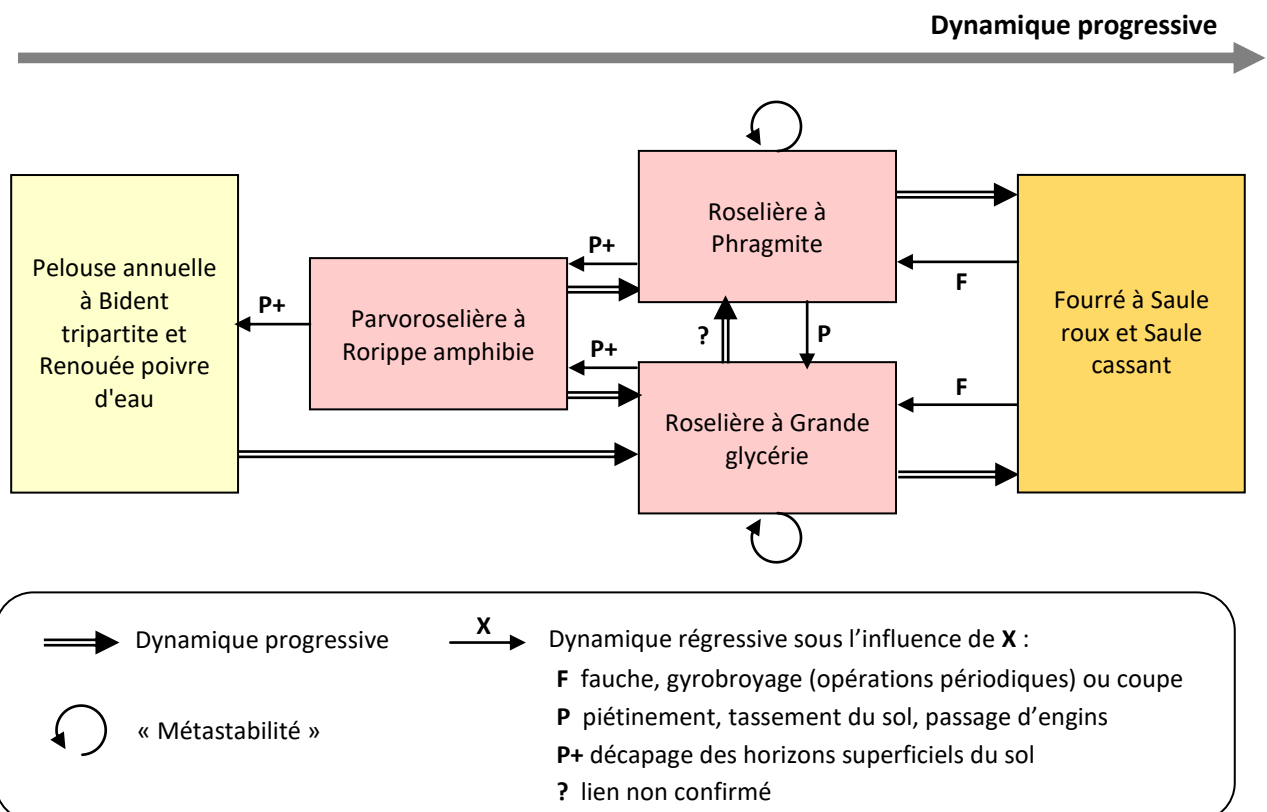 Dynamique progressive
Pelouse annuelle
à Bident
tripartite et
Renouée poivre
d'eau
P+
Parvoroselière à
Rorippe amphibie
P+
P+
Roselière à
Phragmite
?
P
Roselière à Grande
glycérie
F
F
Fourré à Saule
roux et Saule
cassant
Dynamique progressive
« Métastabilité »
X
Dynamique régressive sous l’influence de X :
F fauche, gyrobroyage (opérations périodiques) ou coupe
P piétinement, tassement du sol, passage d’engins
P+ décapage des horizons superficiels du sol
? lien non confirmé